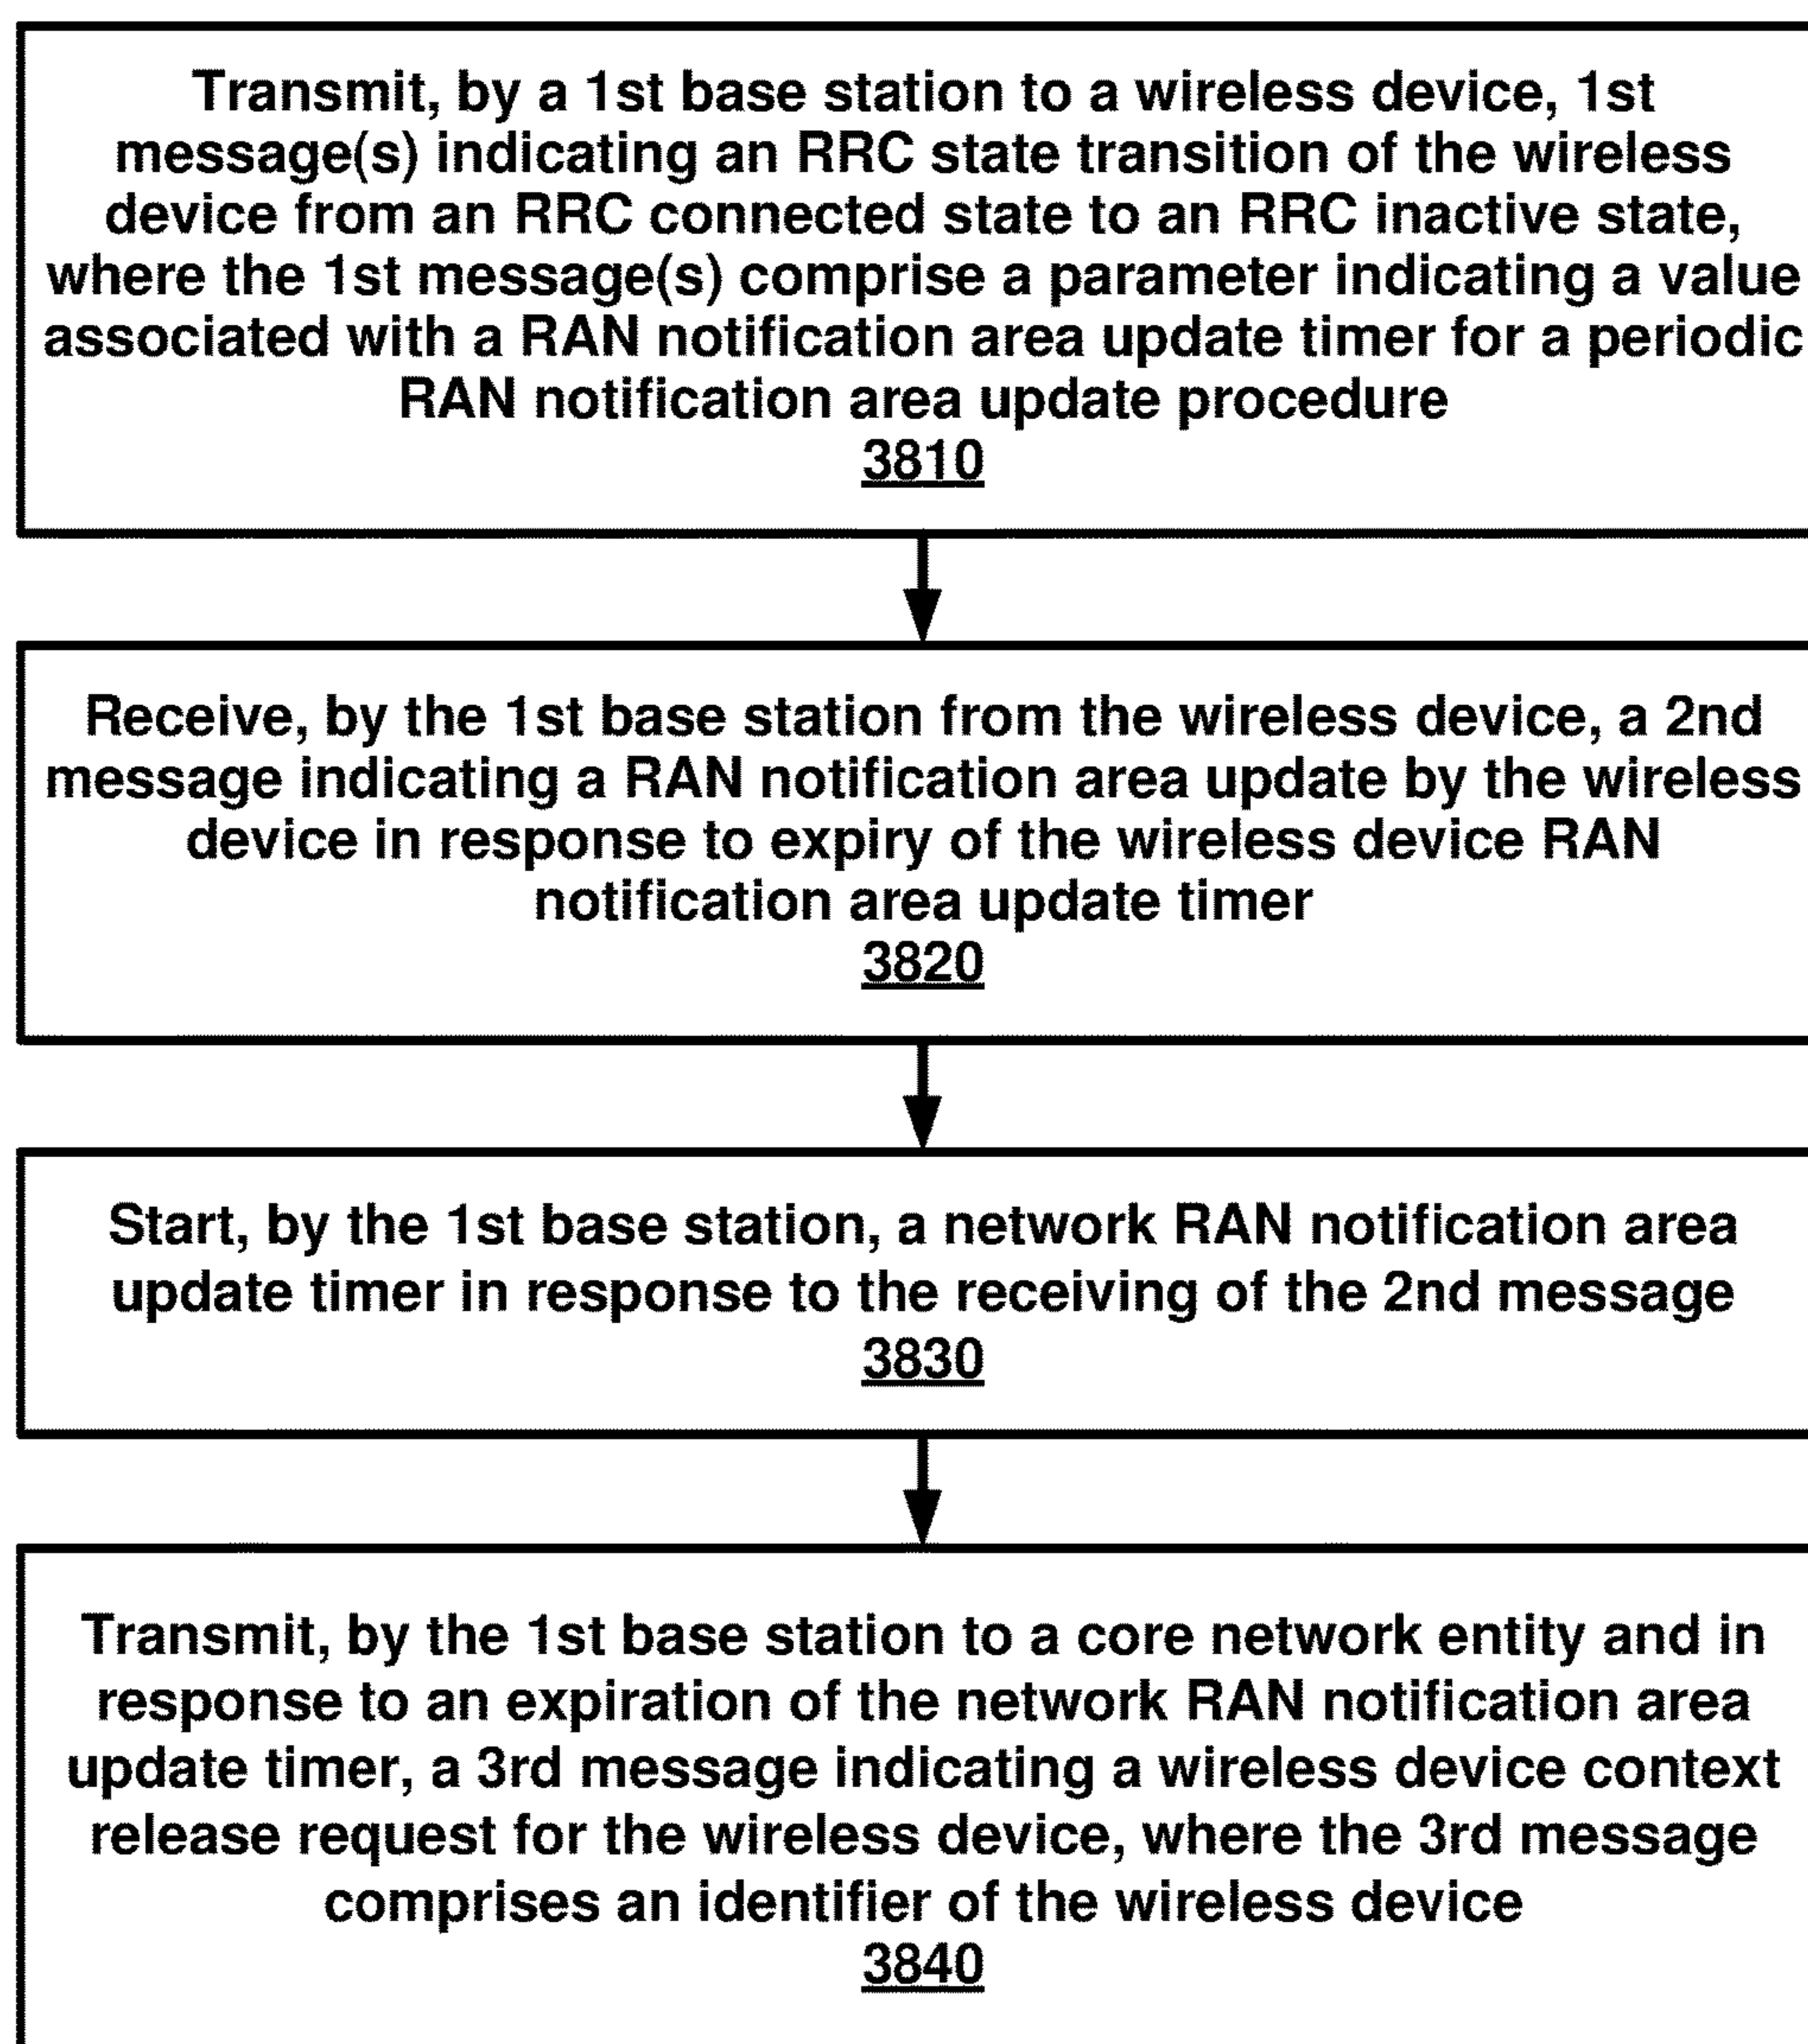 Transmit, by a 1st base station to a wireless device, 1st
message(s) indicating an RRC state transition of the wireless
device from an RRC connected state to an RRC inactive state,
where the 1st message(s) comprise a parameter indicating a value
associated with a RAN notification area update timer for a periodic
RAN notification area update procedure
3810
Receive, by the 1st base station from the wireless device, a 2nd
message indicating a RAN notification area update by the wireless
device in response to expiry of the wireless device RAN
notification area update timer
3820
Start, by the 1st base station, a network RAN notification area
update timer in response to the receiving of the 2nd message
3830
Transmit, by the 1st base station to a core network entity and in
response to an expiration of the network RAN notification area
update timer, a 3rd message indicating a wireless device context
release request for the wireless device, where the 3rd message
comprises an identifier of the wireless device
3840